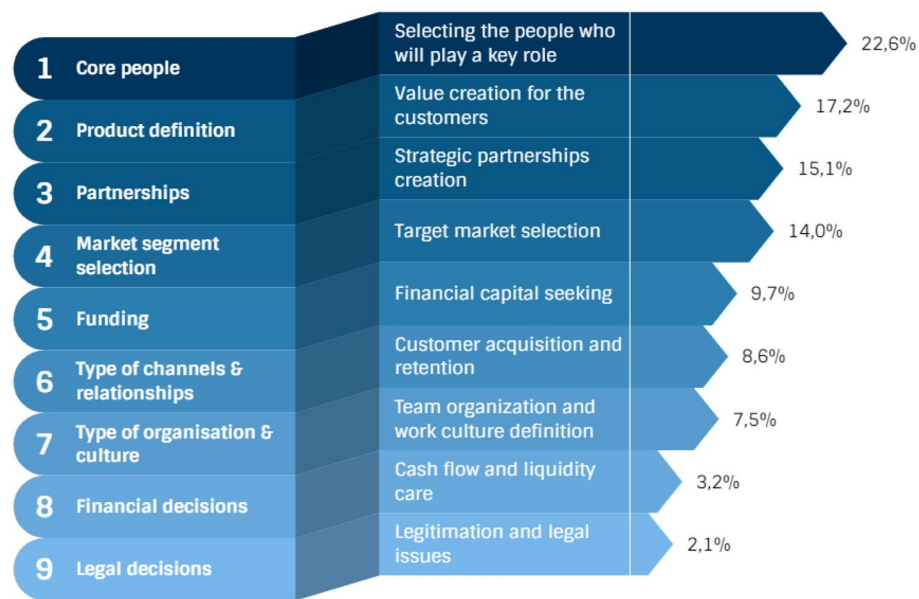 1 Core people
Selecting the people who
will play a key role
22,6%
2 Product definition
Value creation for the
customers
17,2%
3 Partnerships
Strategic partnerships
creation
15,1%
4 Market segment
selection
Target market selection
14,0%
5 Funding
Financial capital seeking
9,7%
6 Type of channels &
relationships
Customer acquisition and
retention
8,6%
7 Type of organisation &
culture
Team organization and
work culture definition
7,5%
8 Financial decisions
Cash flow and liquidity
care
3,2%
9 Legal decisions
Legitimation and legal
issues
2,1%